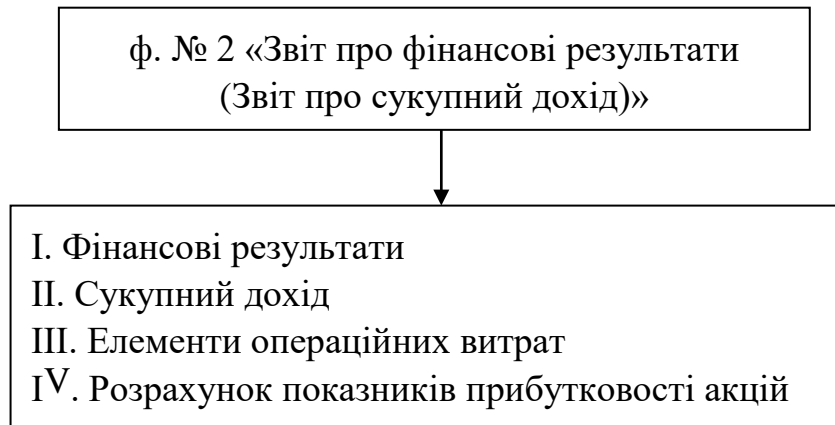 ф. № 2 «Звіт про фінансові результати
(Звіт про сукупний дохід)»
І. Фінансові результати
ІІ. Сукупний дохід
ІІІ. Елементи операційних витрат
ІV. Розрахунок показників прибутковості акцій